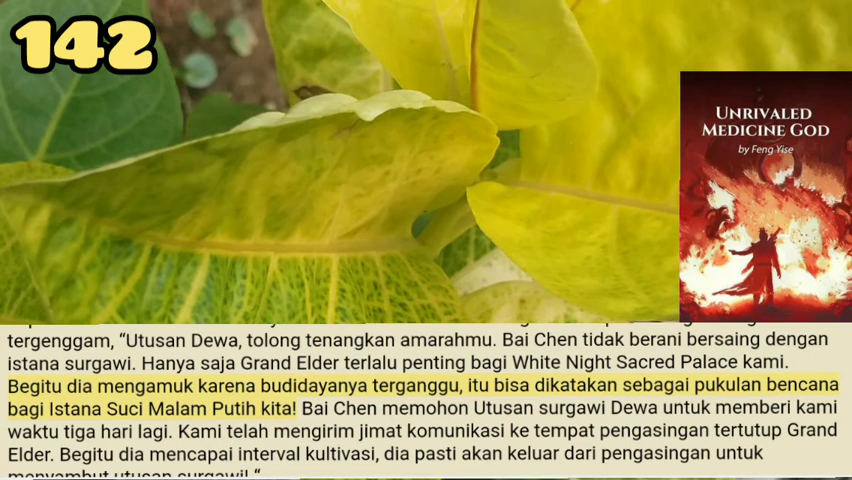 142
UNRIVALED
MEDICINE GOD
by Feng Yise
tergenggam, “Utusan Dewa, tolong tenangkan amarahmu. Bai Chen tidak berani bersaing dengan
istana surgawi. Hanya saja Grand Elder terlalu penting bagi White Night Sacred Palace kami.
Begitu dia mengamuk karena budidayanya terganggu, itu bisa dikatakan sebagai pukulan bencana
bagi Istana Suci Malam Putih kita! Bai Chen memohon Utusan surgawi Dewa untuk memberi kami
waktu tiga hari lagi. Kami telah mengirim jimat komunikasi ke tempat pengasingan tertutup Grand
Elder. Begitu dia mencapai interval kultivasi, dia pasti akan keluar dari pengasingan untuk
menyambut utusan surgawi! “